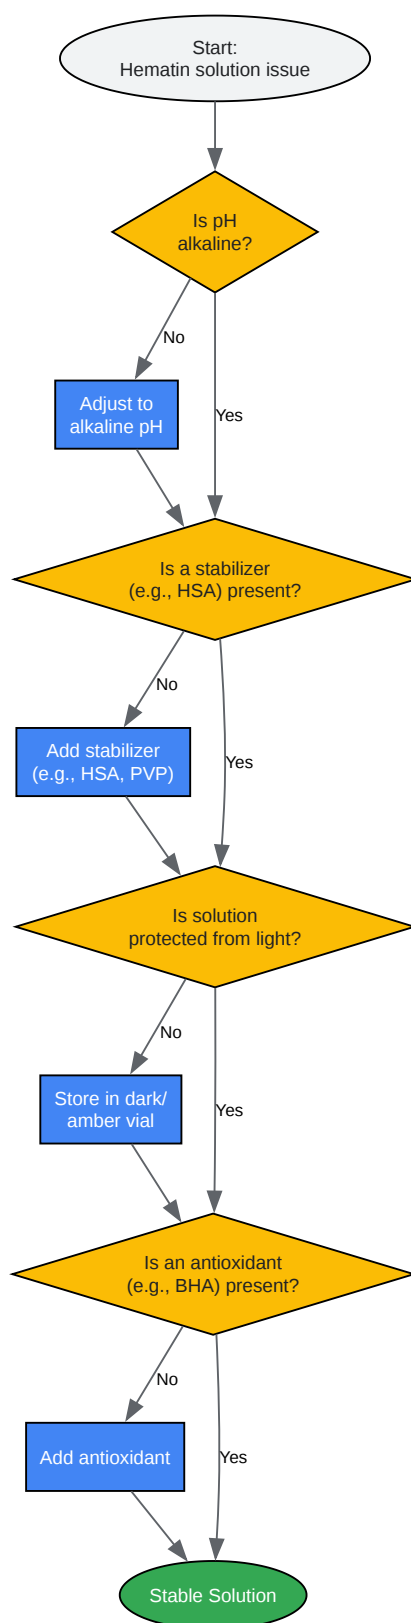 Start:
Hematin solution issue
Is pH
alkaline?
No
Yes
Adjust to
alkaline pH
Is a stabilizer
(e.g., HSA) present?
No
Yes
Add stabilizer
(e.g., HSA, PVP)
Is solution
protected from light?
No
Yes
Store in dark/
amber vial
Is an antioxidant
(e.g., BHA) present?
No
Yes
Add antioxidant
Stable Solution